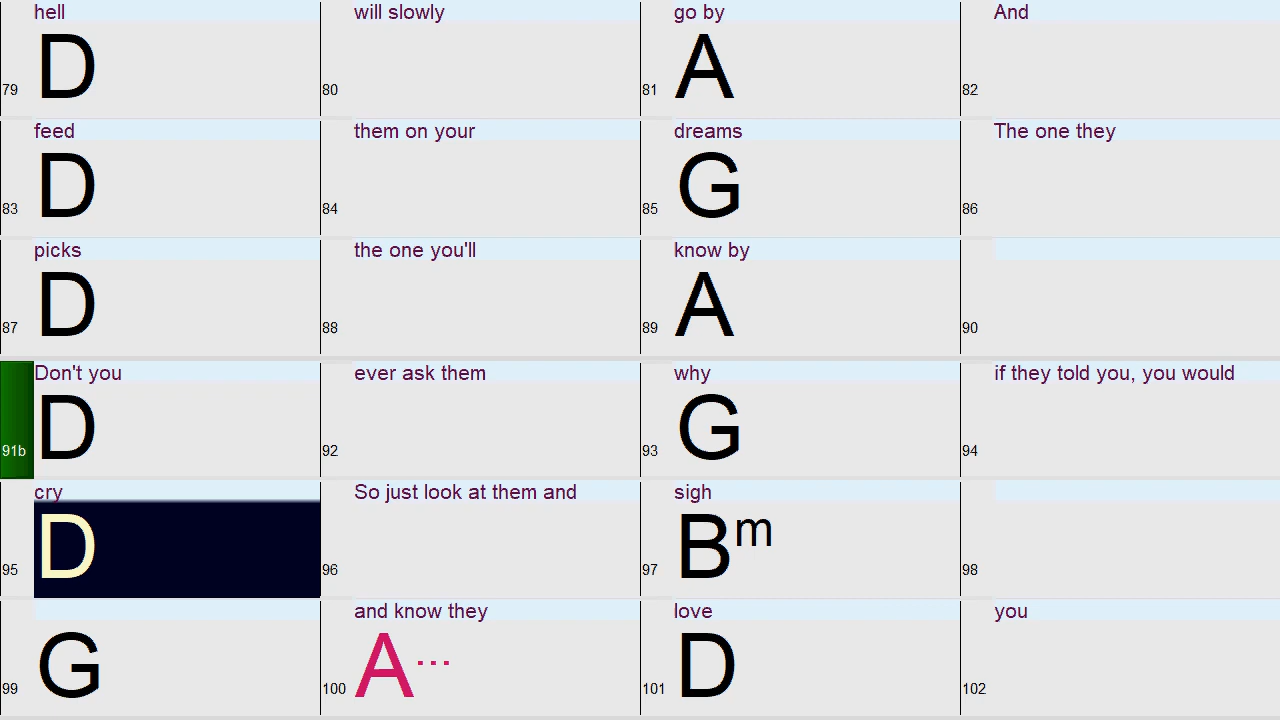 hell will slowly go by And
79 D 80 81 A 82
feed them on your dreams The one they
83 D 84 85 G 86
picks the one you'll know by
87 D 88 89 A 90
Don't you ever ask them why if they told you, you would
91b D 92 93 G 94
cry So just look at them and sigh
95 D 96 97 Bm 98
and know they love you
99 G 100 A... 101 D 102